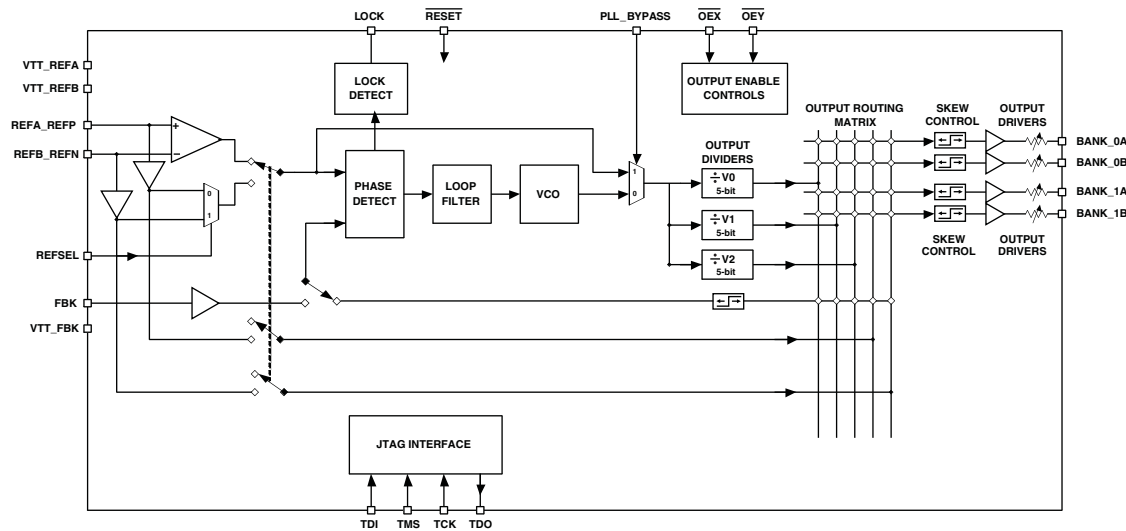 LOCK
RESET
PLL_BYPASS
OEX
OEY
VTT_REFA
VTT_REFB
REFA_REFP
REFB_REFN
REFSEL
FBK
VTT_FBK
+
−
0
1
LOCK
DETECT
PHASE
DETECT
LOOP
FILTER
VCO
1
0
OUTPUT ENABLE
CONTROLS
OUTPUT
DIVIDERS
÷V0
5-bit
÷V1
5-bit
÷V2
5-bit
OUTPUT ROUTING
MATRIX
SKEW
CONTROL
OUTPUT
DRIVERS
BANK_0A
BANK_0B
BANK_1A
BANK_1B
SKEW
CONTROL
OUTPUT
DRIVERS
JTAG INTERFACE
TDI
TMS
TCK
TDO